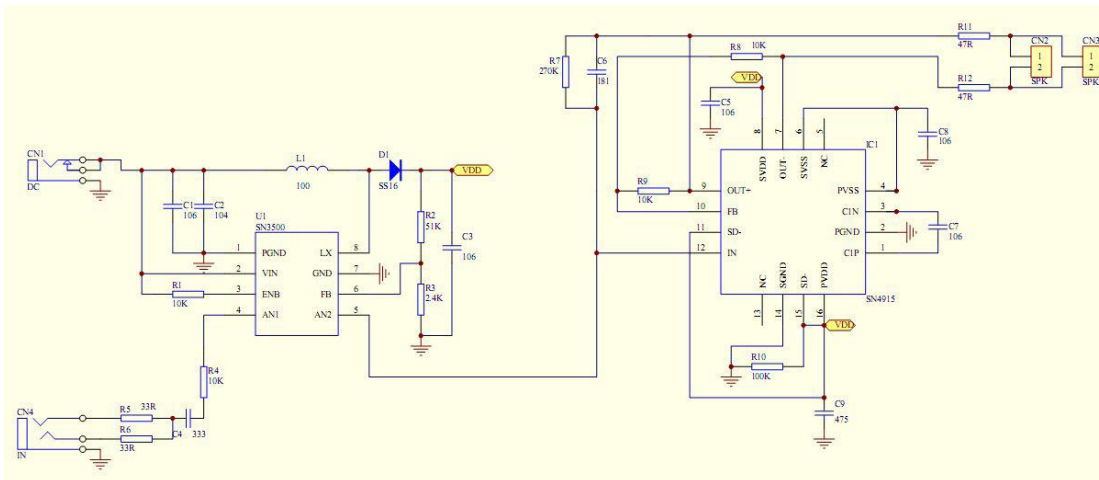 R11
47R
CN2
1
2
SPK
CN3
1
2
SPK
R8
10K
R12
47R
R7
270K
C6
181
VDD
C5
106
8
7
6
5
SVDD
OUT-
SVSS
NC
IC1
C8
106
9
OUT+
10
FB
11
SD-
12
IN
PVSS
4
C1N
3
PGND
2
C1P
1
C7
106
R9
10K
NC
SGND
SD-
PVDD
SN4915
13
14
15
16
VDD
R10
100K
C9
475
CN1
DC
L1
100
D1
SS16
VDD
C1
106
C2
104
U1
SN3500
1
PGND
2
VIN
3
ENB
4
AN1
LX
8
GND
7
FB
6
AN2
5
R2
51K
C3
106
R3
2.4K
R1
10K
R4
10K
CN4
IN
R5
33R
R6
33R
C4
333